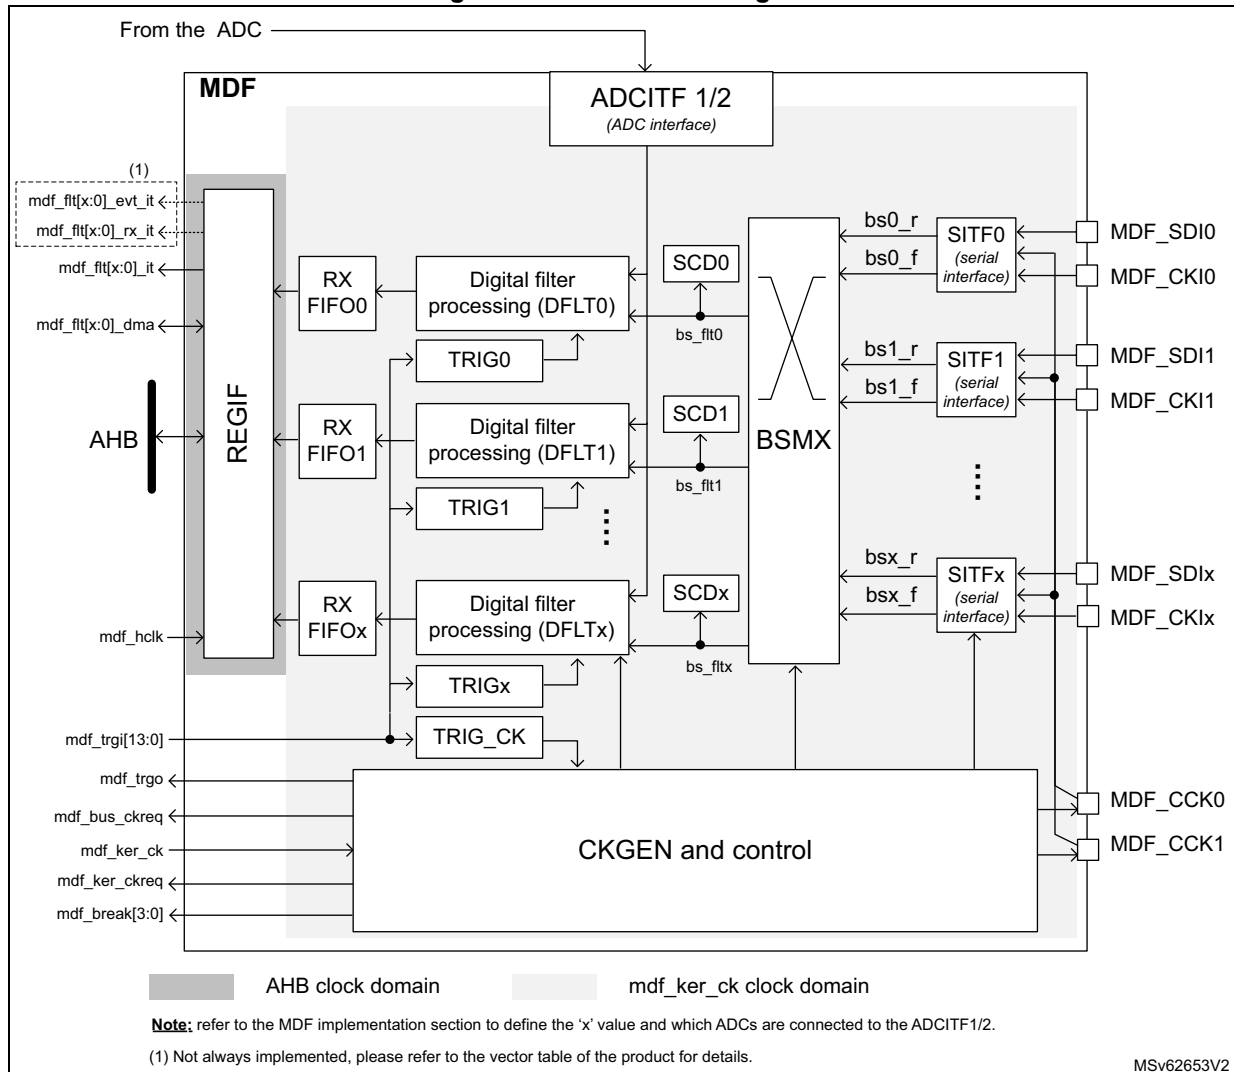 From the ADC
MDF
ADCITF 1/2
(ADC interface)
(1)
mdf_flt[x:0]_evt_it
mdf_flt[x:0]_rx_it
mdf_flt[x:0]_it
mdf_flt[x:0]_dma
AHB
mdf_hclk
REGIF
RX
FIFO0
Digital filter
processing (DFLT0)
TRIG0
SCD0
bs_flt0
RX
FIFO1
Digital filter
processing (DFLT1)
TRIG1
SCD1
bs_flt1
RX
FIFOx
Digital filter
processing (DFLTx)
TRIGx
SCDx
bs_fltx
BSMX
bs0_r
bs0_f
SITF0
(serial
interface)
MDF_SDI0
MDF_CKI0
bs1_r
bs1_f
SITF1
(serial
interface)
MDF_SDI1
MDF_CKI1
bsx_r
bsx_f
SITFx
(serial
interface)
MDF_SDIx
MDF_CKIx
mdf_trgi[13:0]
TRIG_CK
mdf_trgo
mdf_bus_ckreq
mdf_ker_ck
mdf_ker_ckreq
mdf_break[3:0]
CKGEN and control
MDF_CCK0
MDF_CCK1
AHB clock domain
mdf_ker_ck clock domain
Note: refer to the MDF implementation section to define the ‘x’ value and which ADCs are connected to the ADCITF1/2.
(1) Not always implemented, please refer to the vector table of the product for details.
MSv62653V2